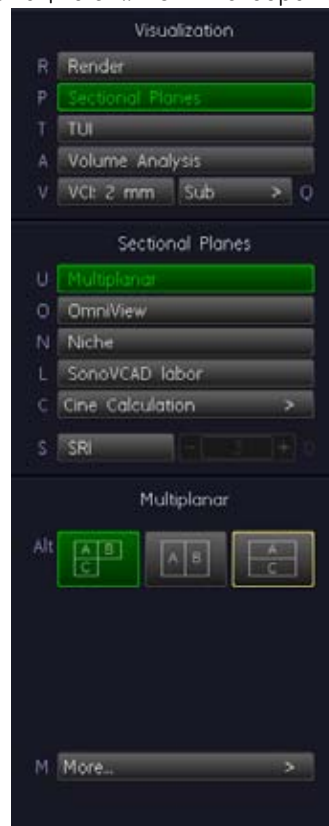 Visualization
R Render
P Sectional Planes
T TUI
A Volume Analysis
V VCI: 2 mm Sub > Q
Sectional Planes
U Multiplanar
O OmniView
N Niche
L SonoVCAD labor
C Cine Calculation >
S SRI - 3 +
Multiplanar
Alt A B C A B A C
M More... >